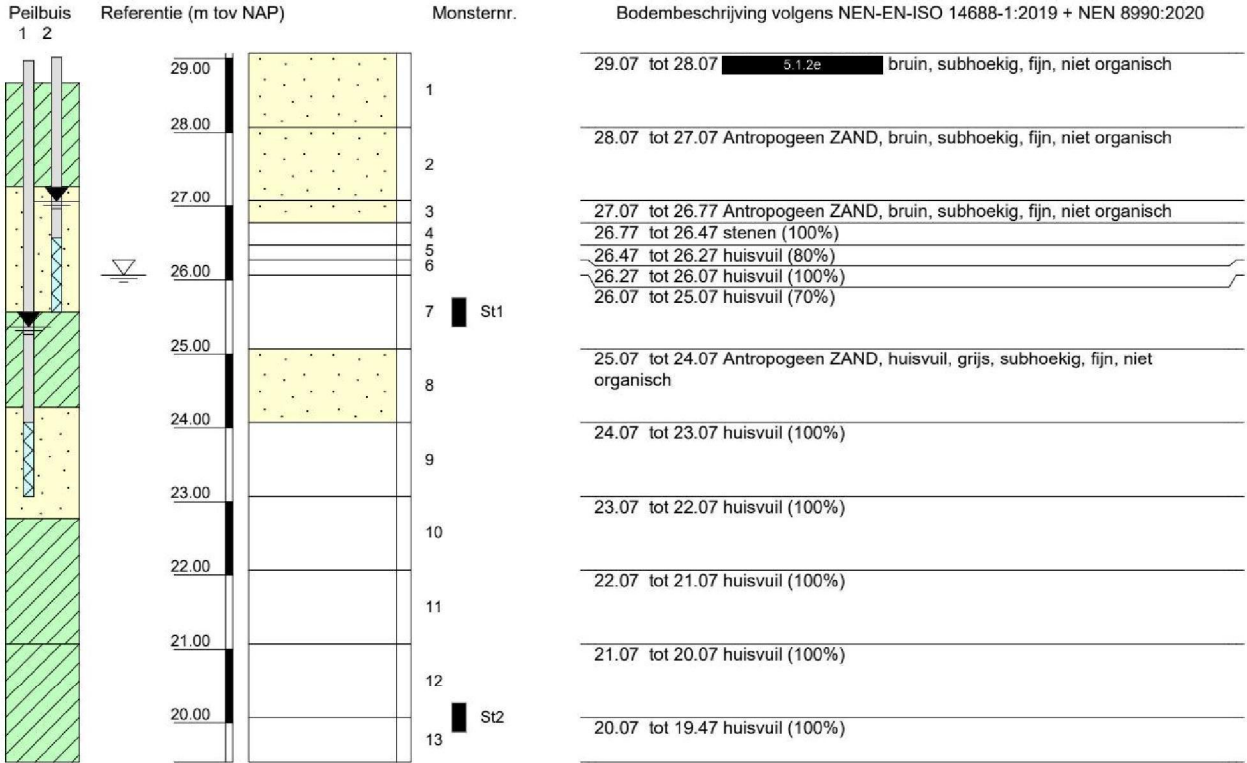 Peilbuis Referentie (m tov NAP) Monsternr. Bodembeschrijving volgens NEN-EN-ISO 14688-1:2019 + NEN 8990:2020
1 2
29.00
28.00
27.00
26.00
25.00
24.00
23.00
22.00
21.00
20.00
1
2
3
4
5
6
7 St1
8
9
10
11
12
St2
13
29.07 tot 28.07 5.1.2e bruin, subhoekig, fijn, niet organisch
28.07 tot 27.07 Antropogeen ZAND, bruin, subhoekig, fijn, niet organisch
27.07 tot 26.77 Antropogeen ZAND, bruin, subhoekig, fijn, niet organisch
26.77 tot 26.47 stenen (100%)
26.47 tot 26.27 huisvuil (80%)
26.27 tot 26.07 huisvuil (100%)
26.07 tot 25.07 huisvuil (70%)
25.07 tot 24.07 Antropogeen ZAND, huisvuil, grijs, subhoekig, fijn, niet
organisch
24.07 tot 23.07 huisvuil (100%)
23.07 tot 22.07 huisvuil (100%)
22.07 tot 21.07 huisvuil (100%)
21.07 tot 20.07 huisvuil (100%)
20.07 tot 19.47 huisvuil (100%)